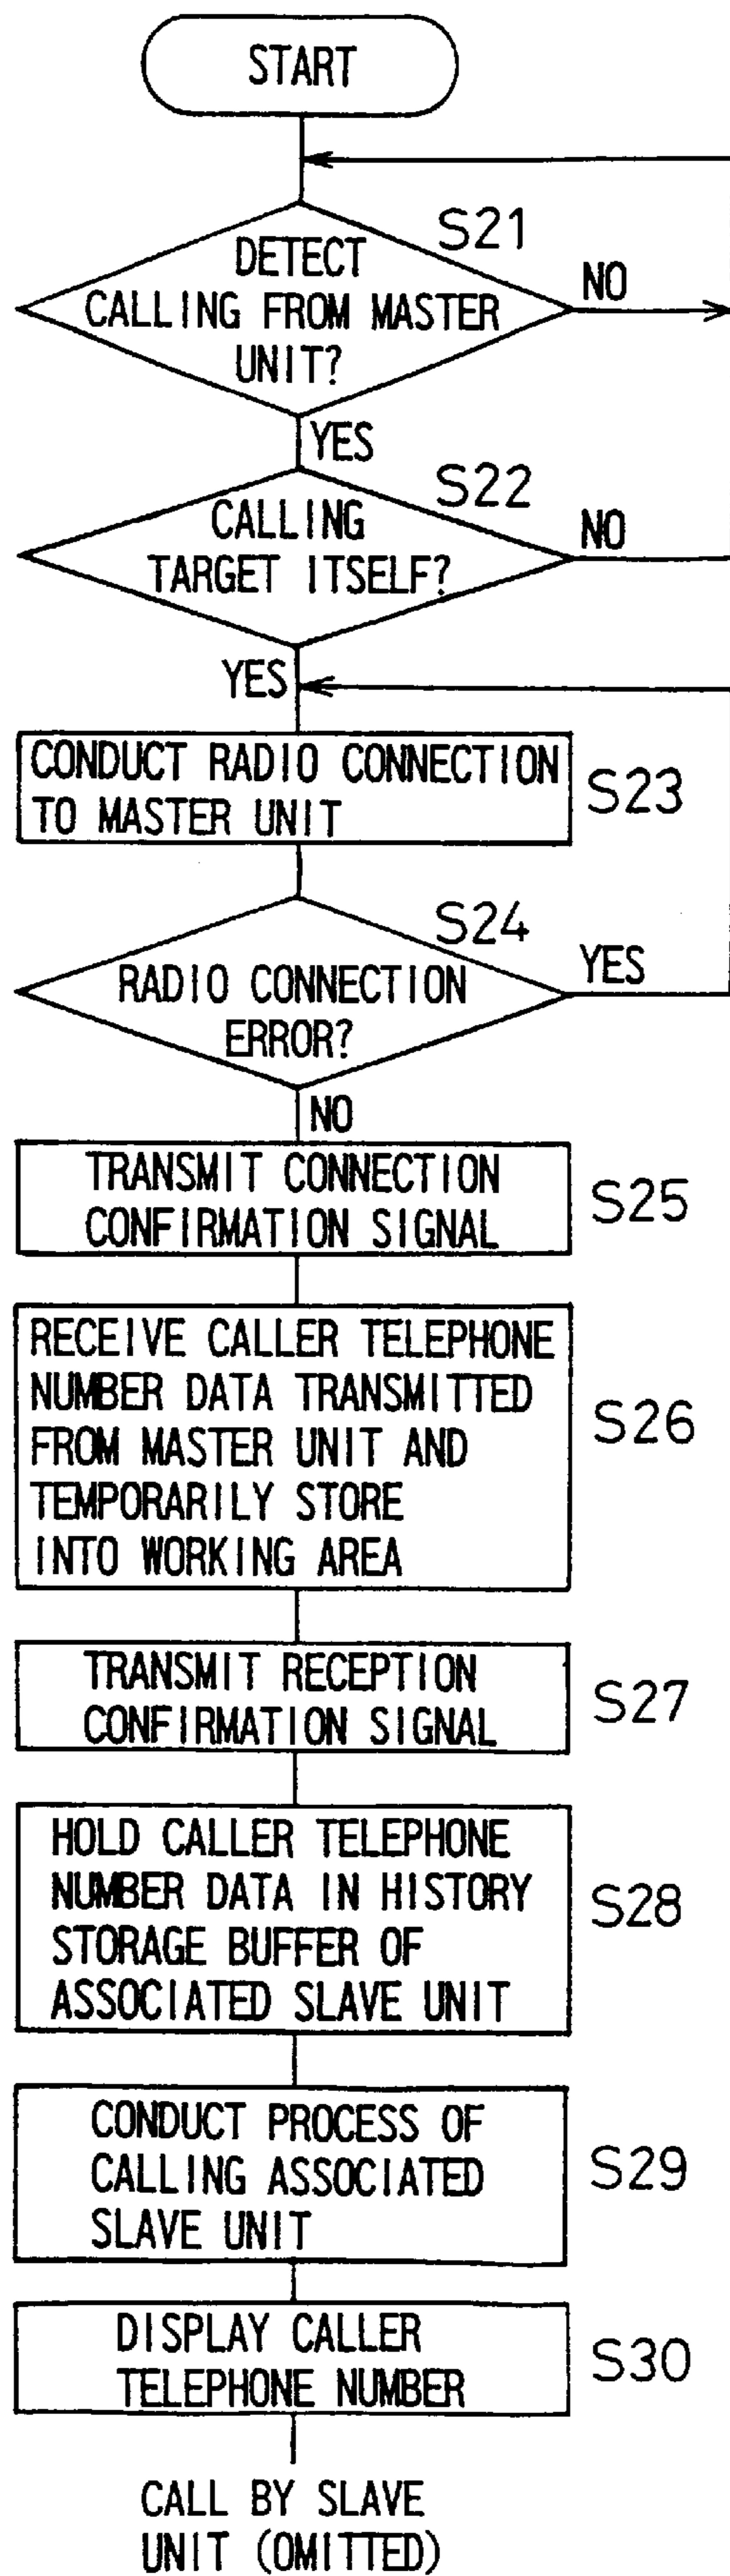 START
S21
DETECT
CALLING FROM MASTER
UNIT?
NO
YES
S22
CALLING
TARGET ITSELF?
NO
YES
CONDUCT RADIO CONNECTION
TO MASTER UNIT
S23
S24
RADIO CONNECTION
ERROR?
YES
NO
TRANSMIT CONNECTION
CONFIRMATION SIGNAL
S25
RECEIVE CALLER TELEPHONE
NUMBER DATA TRANSMITTED
FROM MASTER UNIT AND
TEMPORARILY STORE
INTO WORKING AREA
S26
TRANSMIT RECEPTION
CONFIRMATION SIGNAL
S27
HOLD CALLER TELEPHONE
NUMBER DATA IN HISTORY
STORAGE BUFFER OF
ASSOCIATED SLAVE UNIT
S28
CONDUCT PROCESS OF
CALLING ASSOCIATED
SLAVE UNIT
S29
DISPLAY CALLER
TELEPHONE NUMBER
S30
CALL BY SLAVE
UNIT (OMITTED)